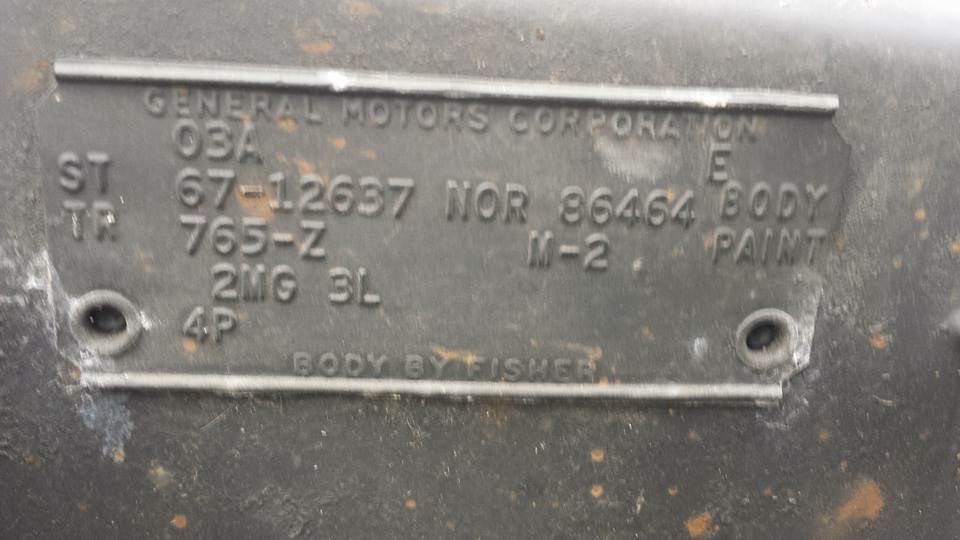 GENERAL MOTORS CORPORATION
03A E
ST 67-12637 NOR 86464 BODY
TR 765-Z M-2 PAINT
2MG 3L
4P
BODY BY FISHER